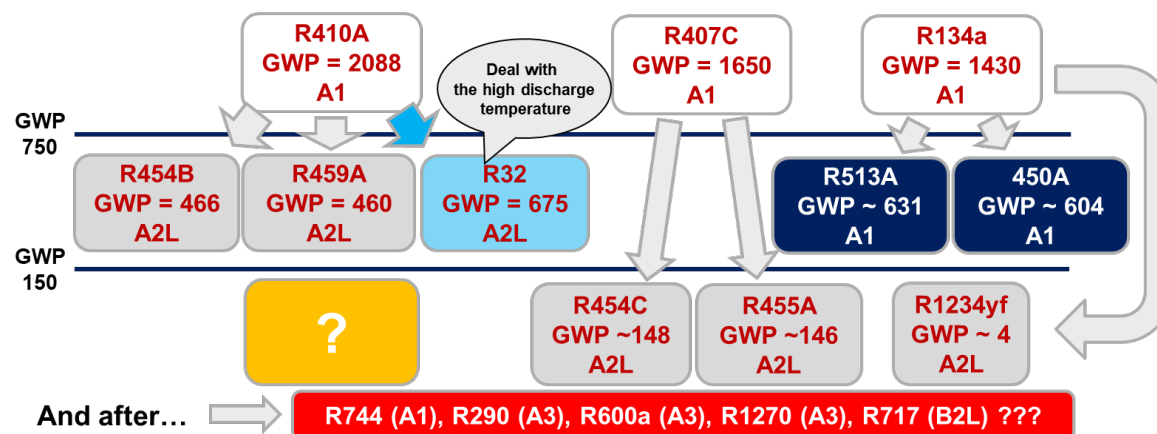 R410A
GWP = 2088
A1
Deal with
the high discharge
temperature
R407C
GWP = 1650
A1
R134a
GWP = 1430
A1
GWP
750
R454B
GWP = 466
A2L
R459A
GWP = 460
A2L
R32
GWP = 675
A2L
R513A
GWP ~ 631
A1
450A
GWP ~ 604
A1
GWP
150
?
R454C
GWP ~148
A2L
R455A
GWP ~146
A2L
R1234yf
GWP ~ 4
A2L
And after…
R744 (A1), R290 (A3), R600a (A3), R1270 (A3), R717 (B2L) ???